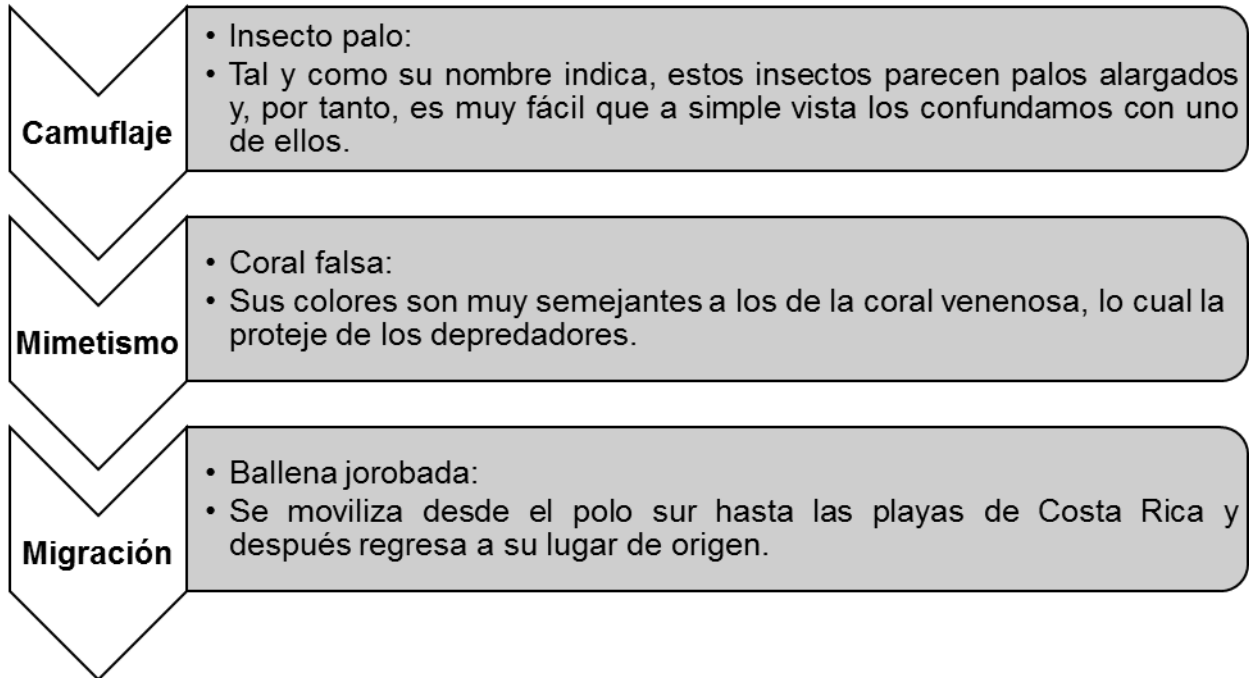 Camuflaje
• Insecto palo:
• Tal y como su nombre indica, estos insectos parecen palos alargados
y, por tanto, es muy fácil que a simple vista los confundamos con uno
de ellos.
Mimetismo
• Coral falsa:
• Sus colores son muy semejantes a los de la coral venenosa, lo cual la
proteje de los depredadores.
Migración
• Ballena jorobada:
• Se moviliza desde el polo sur hasta las playas de Costa Rica y
después regresa a su lugar de origen.